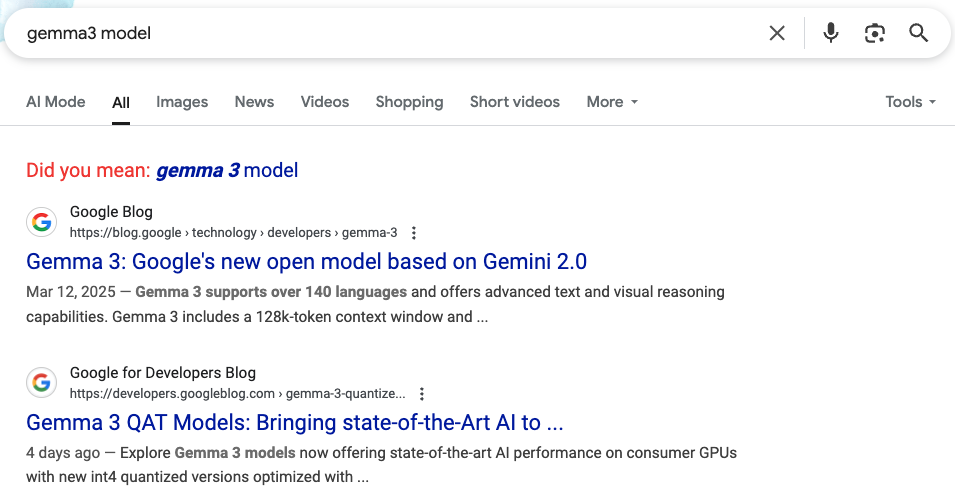 gemma3 model
AI Mode All Images News Videos Shopping Short videos More Tools
Did you mean: gemma 3 model
Google Blog
https://blog.google › technology › developers › gemma-3
Gemma 3: Google's new open model based on Gemini 2.0
Mar 12, 2025 — Gemma 3 supports over 140 languages and offers advanced text and visual reasoning
capabilities. Gemma 3 includes a 128k-token context window and ...
Google for Developers Blog
https://developers.googleblog.com › gemma-3-quantize...
Gemma 3 QAT Models: Bringing state-of-the-Art AI to ...
4 days ago — Explore Gemma 3 models now offering state-of-the-art AI performance on consumer GPUs
with new int4 quantized versions optimized with ...